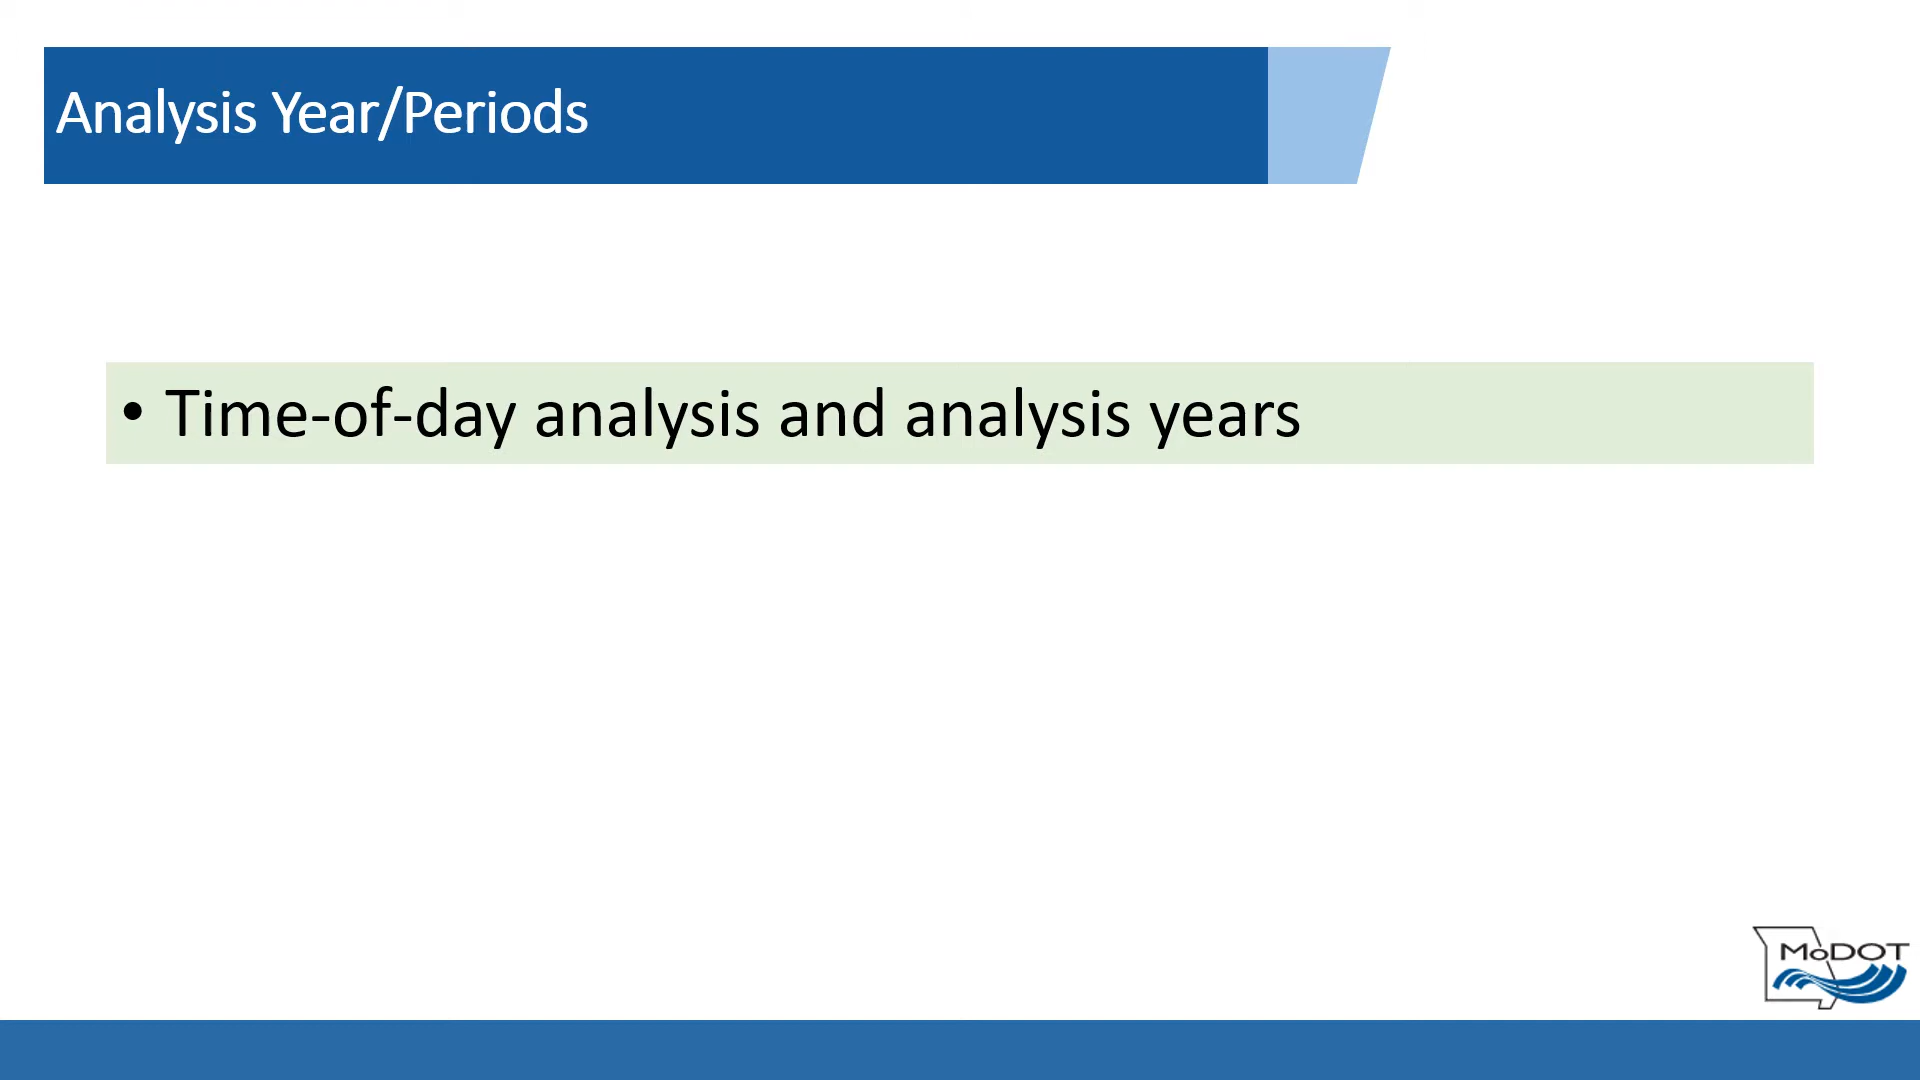 Analysis Year/Periods
• Time-of-day analysis and analysis years
MoDOT